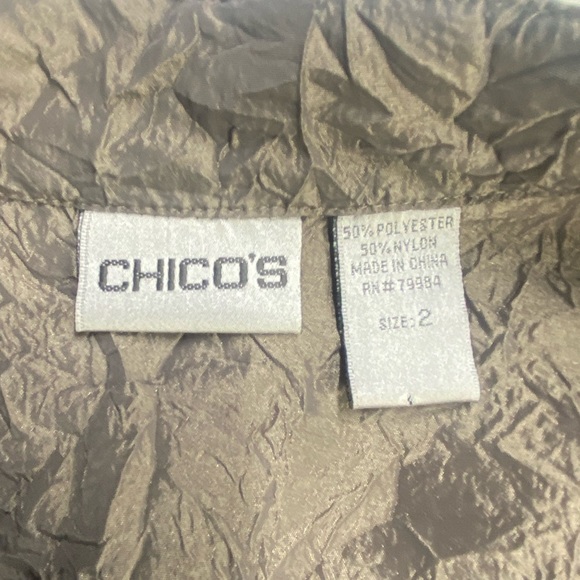 CHICO'S
50% POLYESTER
50% NYLON
MADE IN CHINA
RN#79984
SIZE: 2